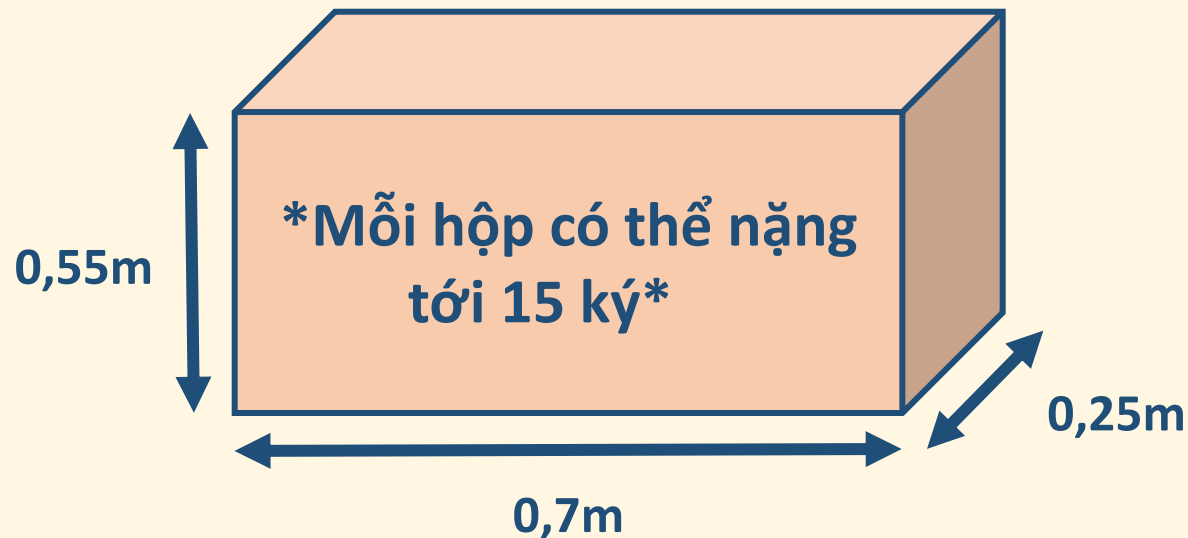 *Mỗi hộp có thể nặng
tới 15 ký*
0,55m
0,25m
0,7m